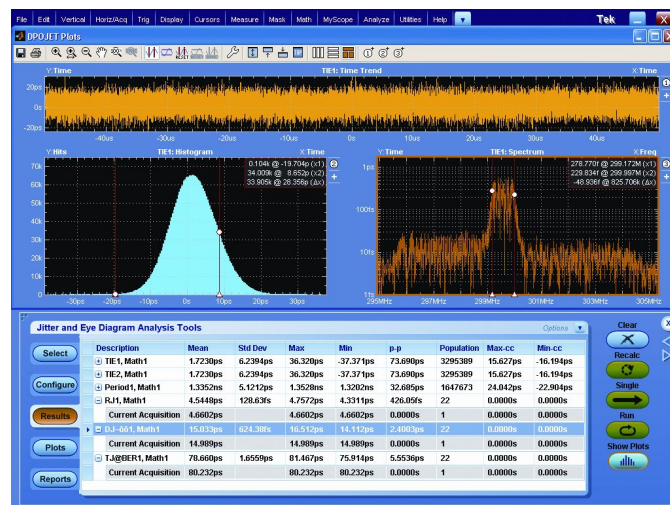 File Edit Vertical Horiz/Acq Trig Display Cursors Measure Mask Math MyScope Analyze Utilities Help Tek
DPOJET Plots
Y:Time TIE1: Time Trend X:Time
20ps
0s
-20ps
-40us -30us -20us -10us 0s 10us 20us 30us 40us
Y:Hits TIE1: Histogram X:Time
0.104k @ -19.704p (x1)
34.009k @ 8.652p (x2)
33.905k @ 28.356p (Δx)
70k
60k
50k
40k
30k
20k
10k
0
-30ps -20ps -10ps 0s 10ps 20ps 30ps
Y:Time TIE1: Spectrum X:Freq
278.770f @ 299.172M (x1)
229.834f @ 299.997M (x2)
-48.936f @ 825.706k (Δx)
1ps
100fs
10fs
1fs
295MHz 297MHz 299MHz 301MHz 303MHz 305MHz
Jitter and Eye Diagram Analysis Tools
Options
Select
Configure
Results
Plots
Reports
Description Mean Std Dev Max Min p-p Population Max-cc Min-cc
TIE1, Math1 1.7230ps 6.2394ps 36.320ps -37.371ps 73.690ps 3295389 15.627ps -16.194ps
TIE2, Math1 1.7230ps 6.2394ps 36.320ps -37.371ps 73.690ps 3295389 15.627ps -16.194ps
Period1, Math1 1.3352ns 5.1212ps 1.3528ns 1.3202ns 32.685ps 1647673 24.042ps -22.904ps
RJ1, Math1 4.5448ps 128.63fs 4.7572ps 4.3311ps 426.05fs 22 0.0000s 0.0000s
Current Acquisition 4.6602ps 4.6602ps 4.6602ps 0.0000s 1 0.0000s 0.0000s
DJ-δδ1, Math1 15.033ps 624.38fs 16.512ps 14.112ps 2.4003ps 22 0.0000s 0.0000s
Current Acquisition 14.989ps 14.989ps 14.989ps 0.0000s 1 0.0000s 0.0000s
TJ@BER1, Math1 78.660ps 1.6559ps 81.467ps 75.914ps 5.5536ps 22 0.0000s 0.0000s
Current Acquisition 80.232ps 80.232ps 80.232ps 0.0000s 1 0.0000s 0.0000s
Clear
Recalc
Single
Run
Show Plots